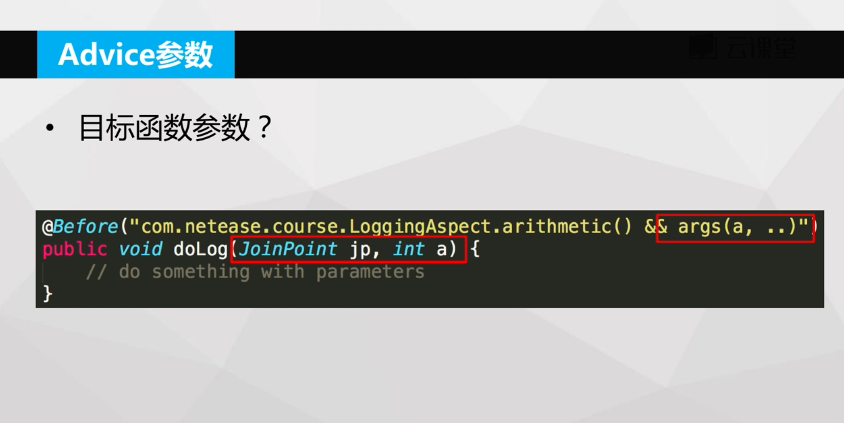 Advice参数
云课堂
• 目标函数参数？
@Before("com.netease.course.LoggingAspect.arithmetic() && args(a, ..)")
public void doLog(JoinPoint jp, int a) {
// do something with parameters
}